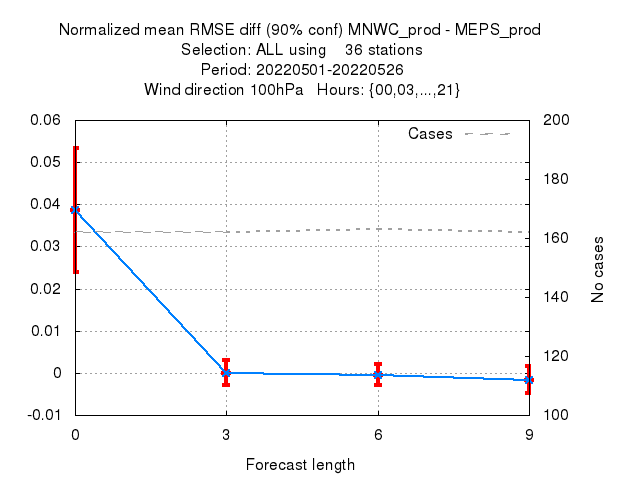 Normalized mean RMSE diff (90% conf) MNWC_prod - MEPS_prod
Selection: ALL using    36 stations
Period: 20220501-20220526
Wind direction 100hPa   Hours: {00,03,...,21}
Cases
0.06
0.05
0.04
0.03
0.02
0.01
0
-0.01
200
180
160
140
120
100
No cases
0 3 6 9
Forecast length